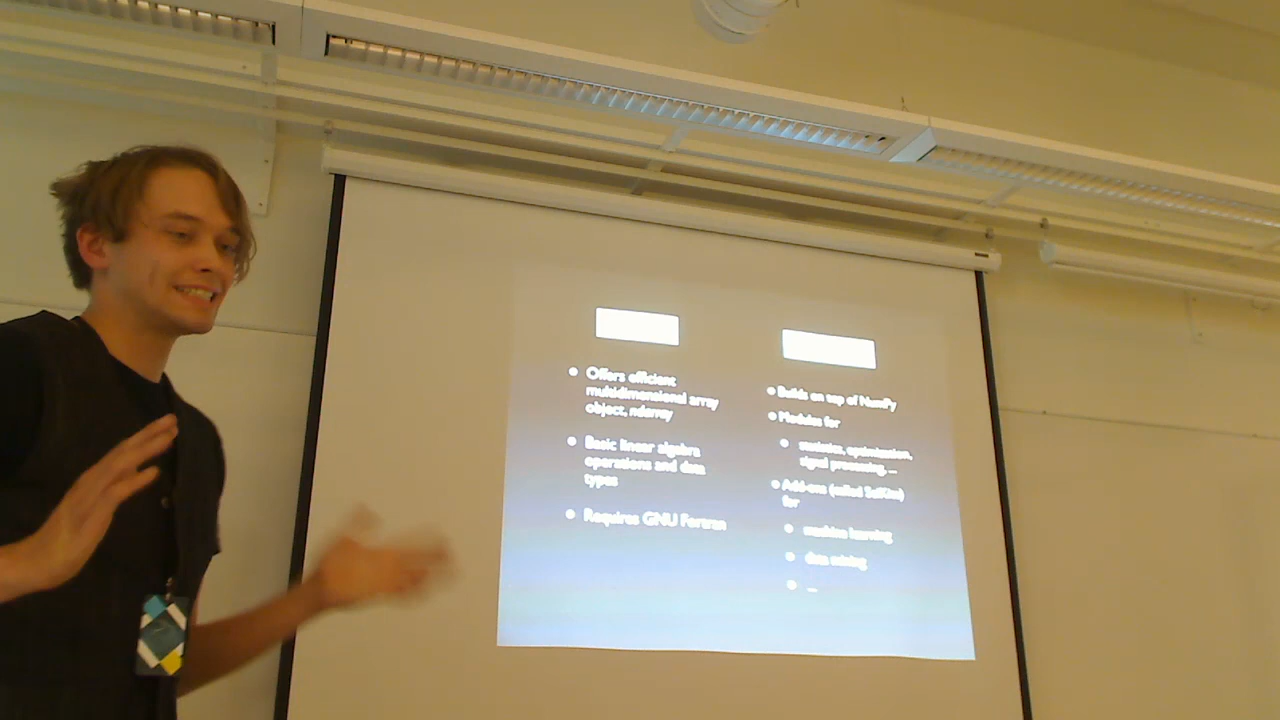 Offers efficient
multidimensional array
object, ndarray
Basic linear algebra
operations and data
types
Requires GNU Fortran
Builds on top of NumPy
Modules for
statistics, optimization,
signal processing, ...
Add-ons (called SciKits)
for
machine learning
data mining
...